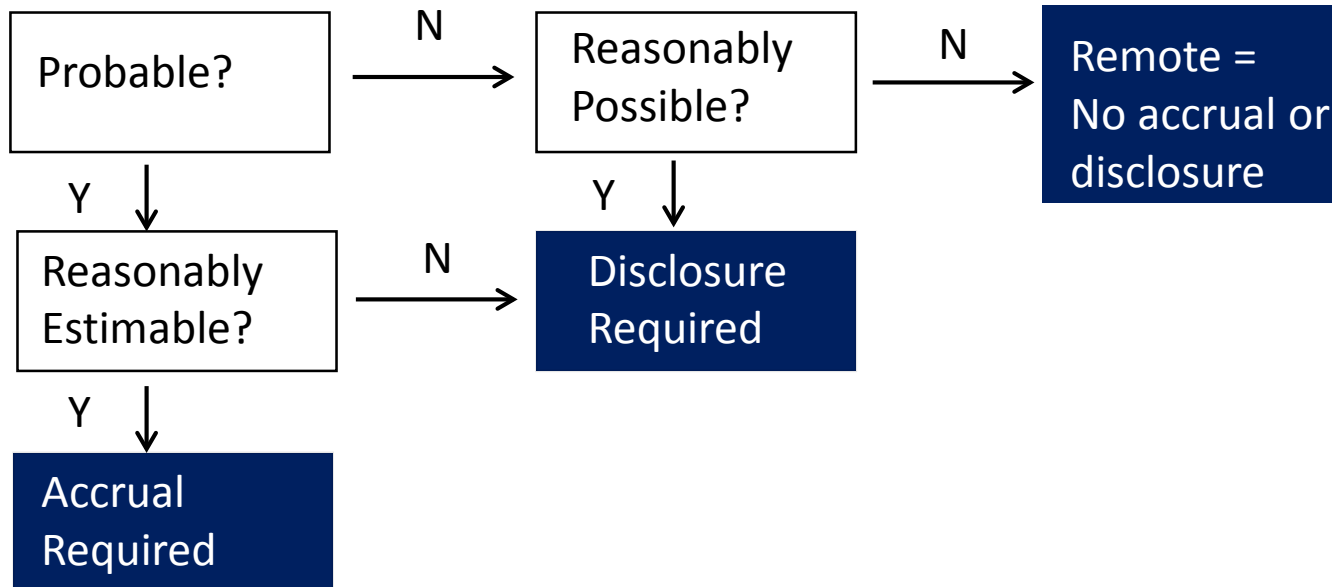 Probable?
N
Reasonably
Possible?
N
Remote =
No accrual or
disclosure
Y
Y
Reasonably
Estimable?
N
Disclosure
Required
Y
Accrual
Required